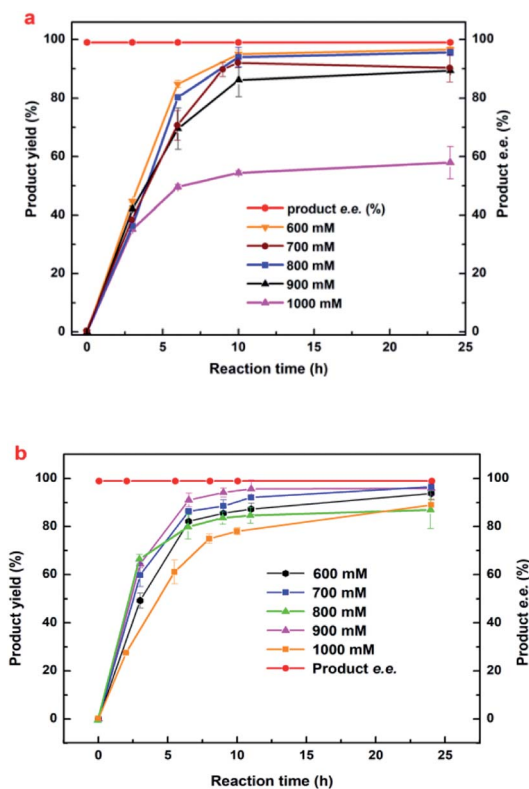 a
100
80
60
40
20
0
Product yield (%)
100
80
60
40
20
0
Product e.e. (%)
product e.e. (%)
600 mM
700 mM
800 mM
900 mM
1000 mM
0 5 10 15 20 25
Reaction time (h)
b
100
80
60
40
20
0
Product yield (%)
100
80
60
40
20
0
Product e.e. (%)
600 mM
700 mM
800 mM
900 mM
1000 mM
Product e.e.
0 5 10 15 20 25
Reaction time (h)